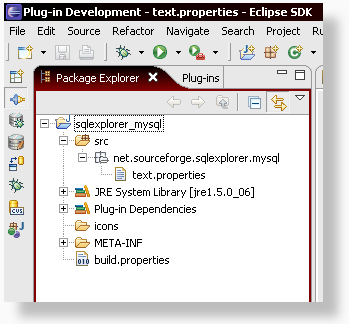 Plug-in Development - text.properties - Eclipse SDK
File Edit Source Refactor Navigate Search Project
Package Explorer Plug-ins
sqlexplorer_mysql
src
net.sourceforge.sqlexplorer.mysql
text.properties
JRE System Library [jre1.5.0_06]
Plug-in Dependencies
icons
META-INF
build.properties
010
CVS